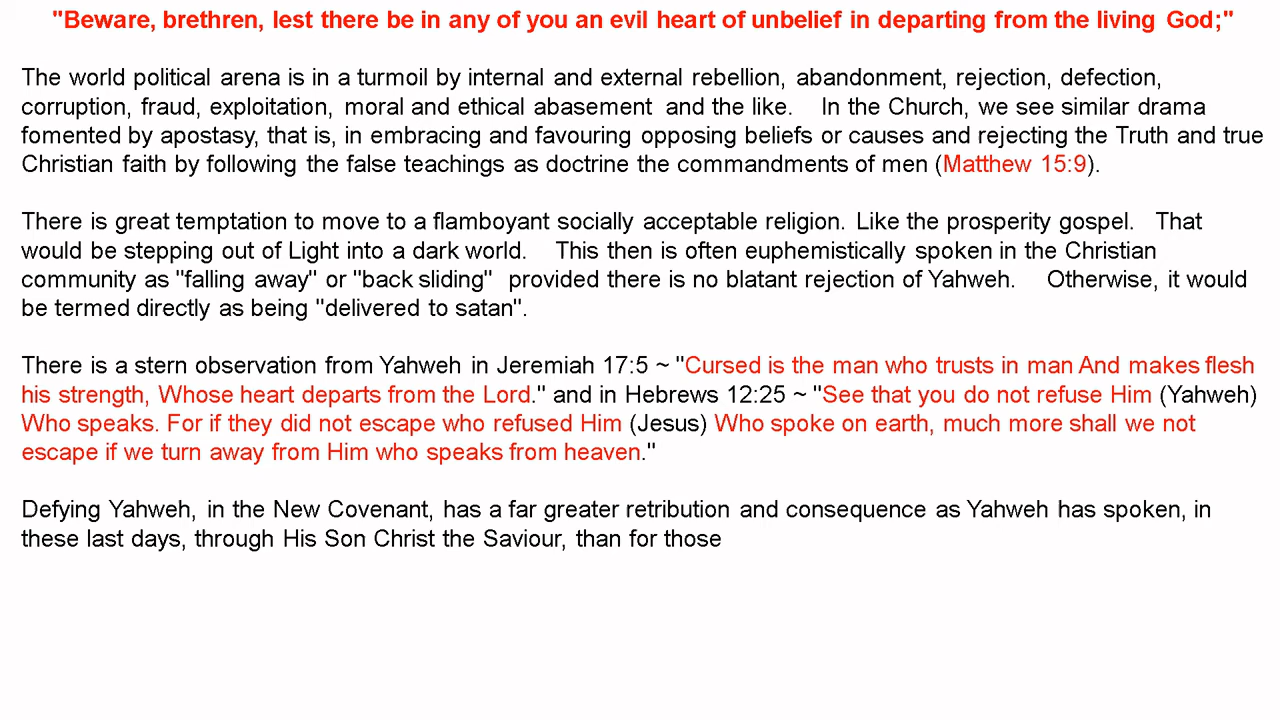 "Beware, brethren, lest there be in any of you an evil heart of unbelief in departing from the living God;"
The world political arena is in a turmoil by internal and external rebellion, abandonment, rejection, defection,
corruption, fraud, exploitation, moral and ethical abasement and the like. In the Church, we see similar drama
fomented by apostasy, that is, in embracing and favouring opposing beliefs or causes and rejecting the Truth and true
Christian faith by following the false teachings as doctrine the commandments of men (Matthew 15:9).
There is great temptation to move to a flamboyant socially acceptable religion. Like the prosperity gospel. That
would be stepping out of Light into a dark world. This then is often euphemistically spoken in the Christian
community as "falling away" or "back sliding" provided there is no blatant rejection of Yahweh. Otherwise, it would
be termed directly as being "delivered to satan".
There is a stern observation from Yahweh in Jeremiah 17:5 ~ "Cursed is the man who trusts in man And makes flesh
his strength, Whose heart departs from the Lord." and in Hebrews 12:25 ~ "See that you do not refuse Him (Yahweh)
Who speaks. For if they did not escape who refused Him (Jesus) Who spoke on earth, much more shall we not
escape if we turn away from Him who speaks from heaven."
Defying Yahweh, in the New Covenant, has a far greater retribution and consequence as Yahweh has spoken, in
these last days, through His Son Christ the Saviour, than for those